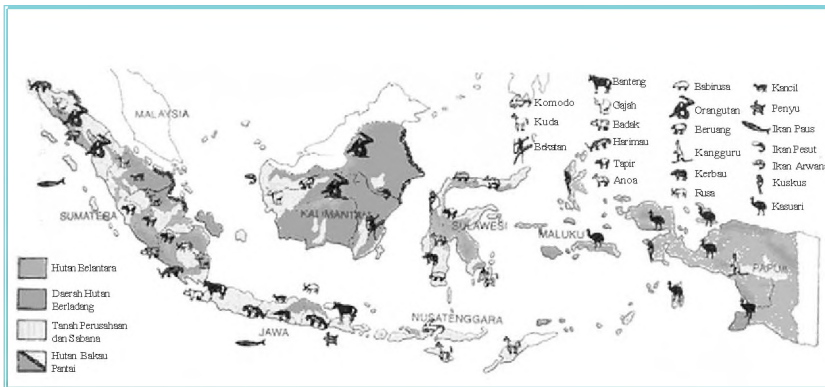 MALAYSIA
SUMATERA
KALIMANTAN
SULAWESI
MALUKU
PAPUA
JAWA
NUSATENGGARA
Komodo
Kuda
Bekatan
Banteng
Gajah
Badak
Harimau
Tapir
Anoa
Babirusa
Orangutan
Beruang
Kangguru
Kerbau
Rusa
Kancil
Penyu
Ikan Paus
Ikan Pesut
Ikan Arwana
Kuskus
Kasuari
Hutan Belantara
Daerah Hutan
Berladang
Tanah Perusahaan
dan Sabana
Hutan Bakau
Pantai